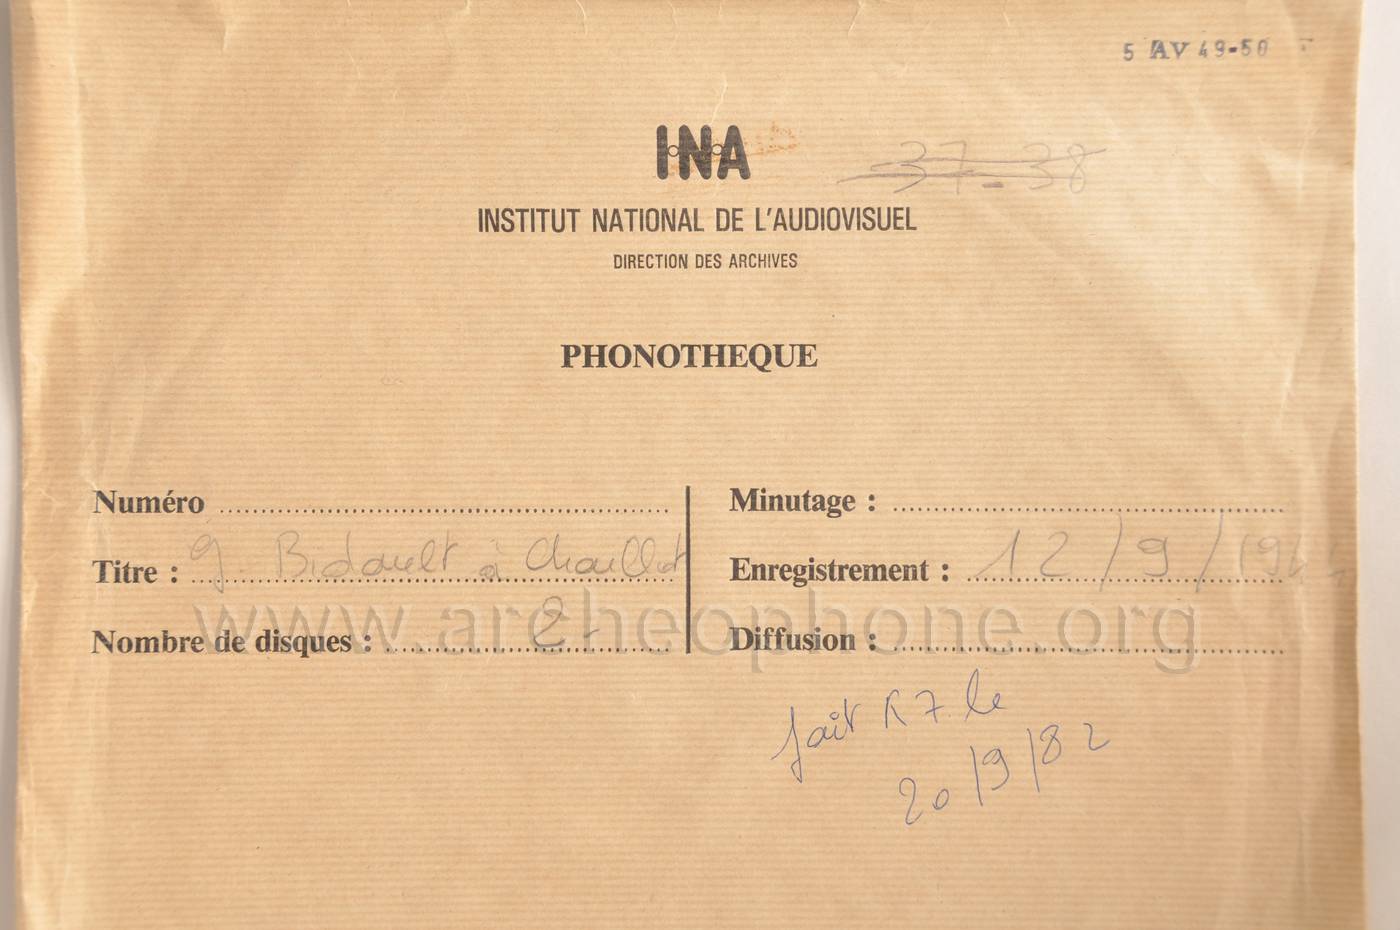 5 AV 49-50
INA
37-38
INSTITUT NATIONAL DE L'AUDIOVISUEL
DIRECTION DES ARCHIVES
PHONOTHEQUE
Numéro
Titre : G. Bidault à Chaillot
Nombre de disques : 2-
Minutage :
Enregistrement : 12/9/1944
Diffusion :
www.archeophone.org
fait R7 le
20/9/82